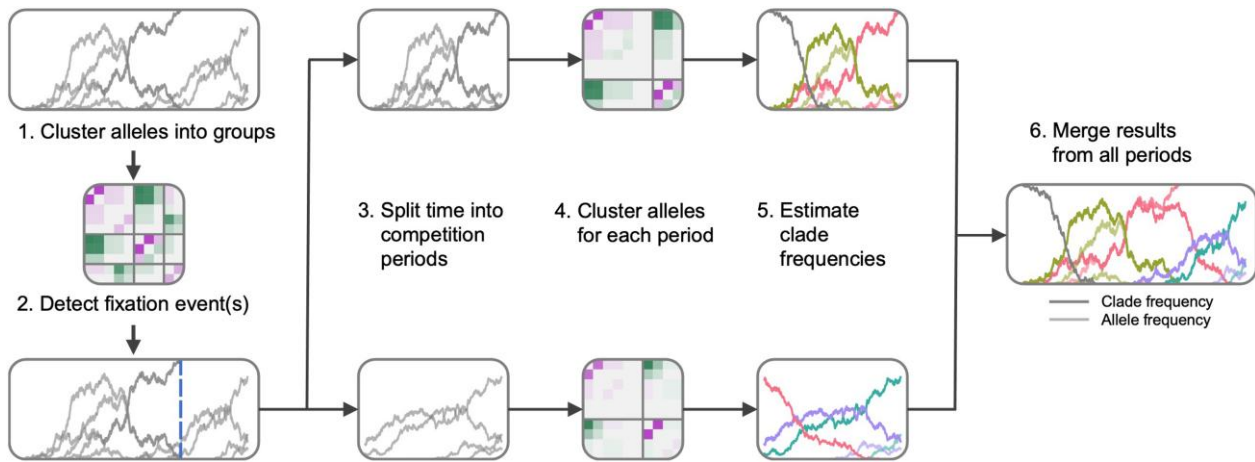 1. Cluster alleles into groups
2. Detect fixation event(s)
3. Split time into
competition
periods
4. Cluster alleles
for each period
5. Estimate
clade
frequencies
6. Merge results
from all periods
Clade frequency
Allele frequency